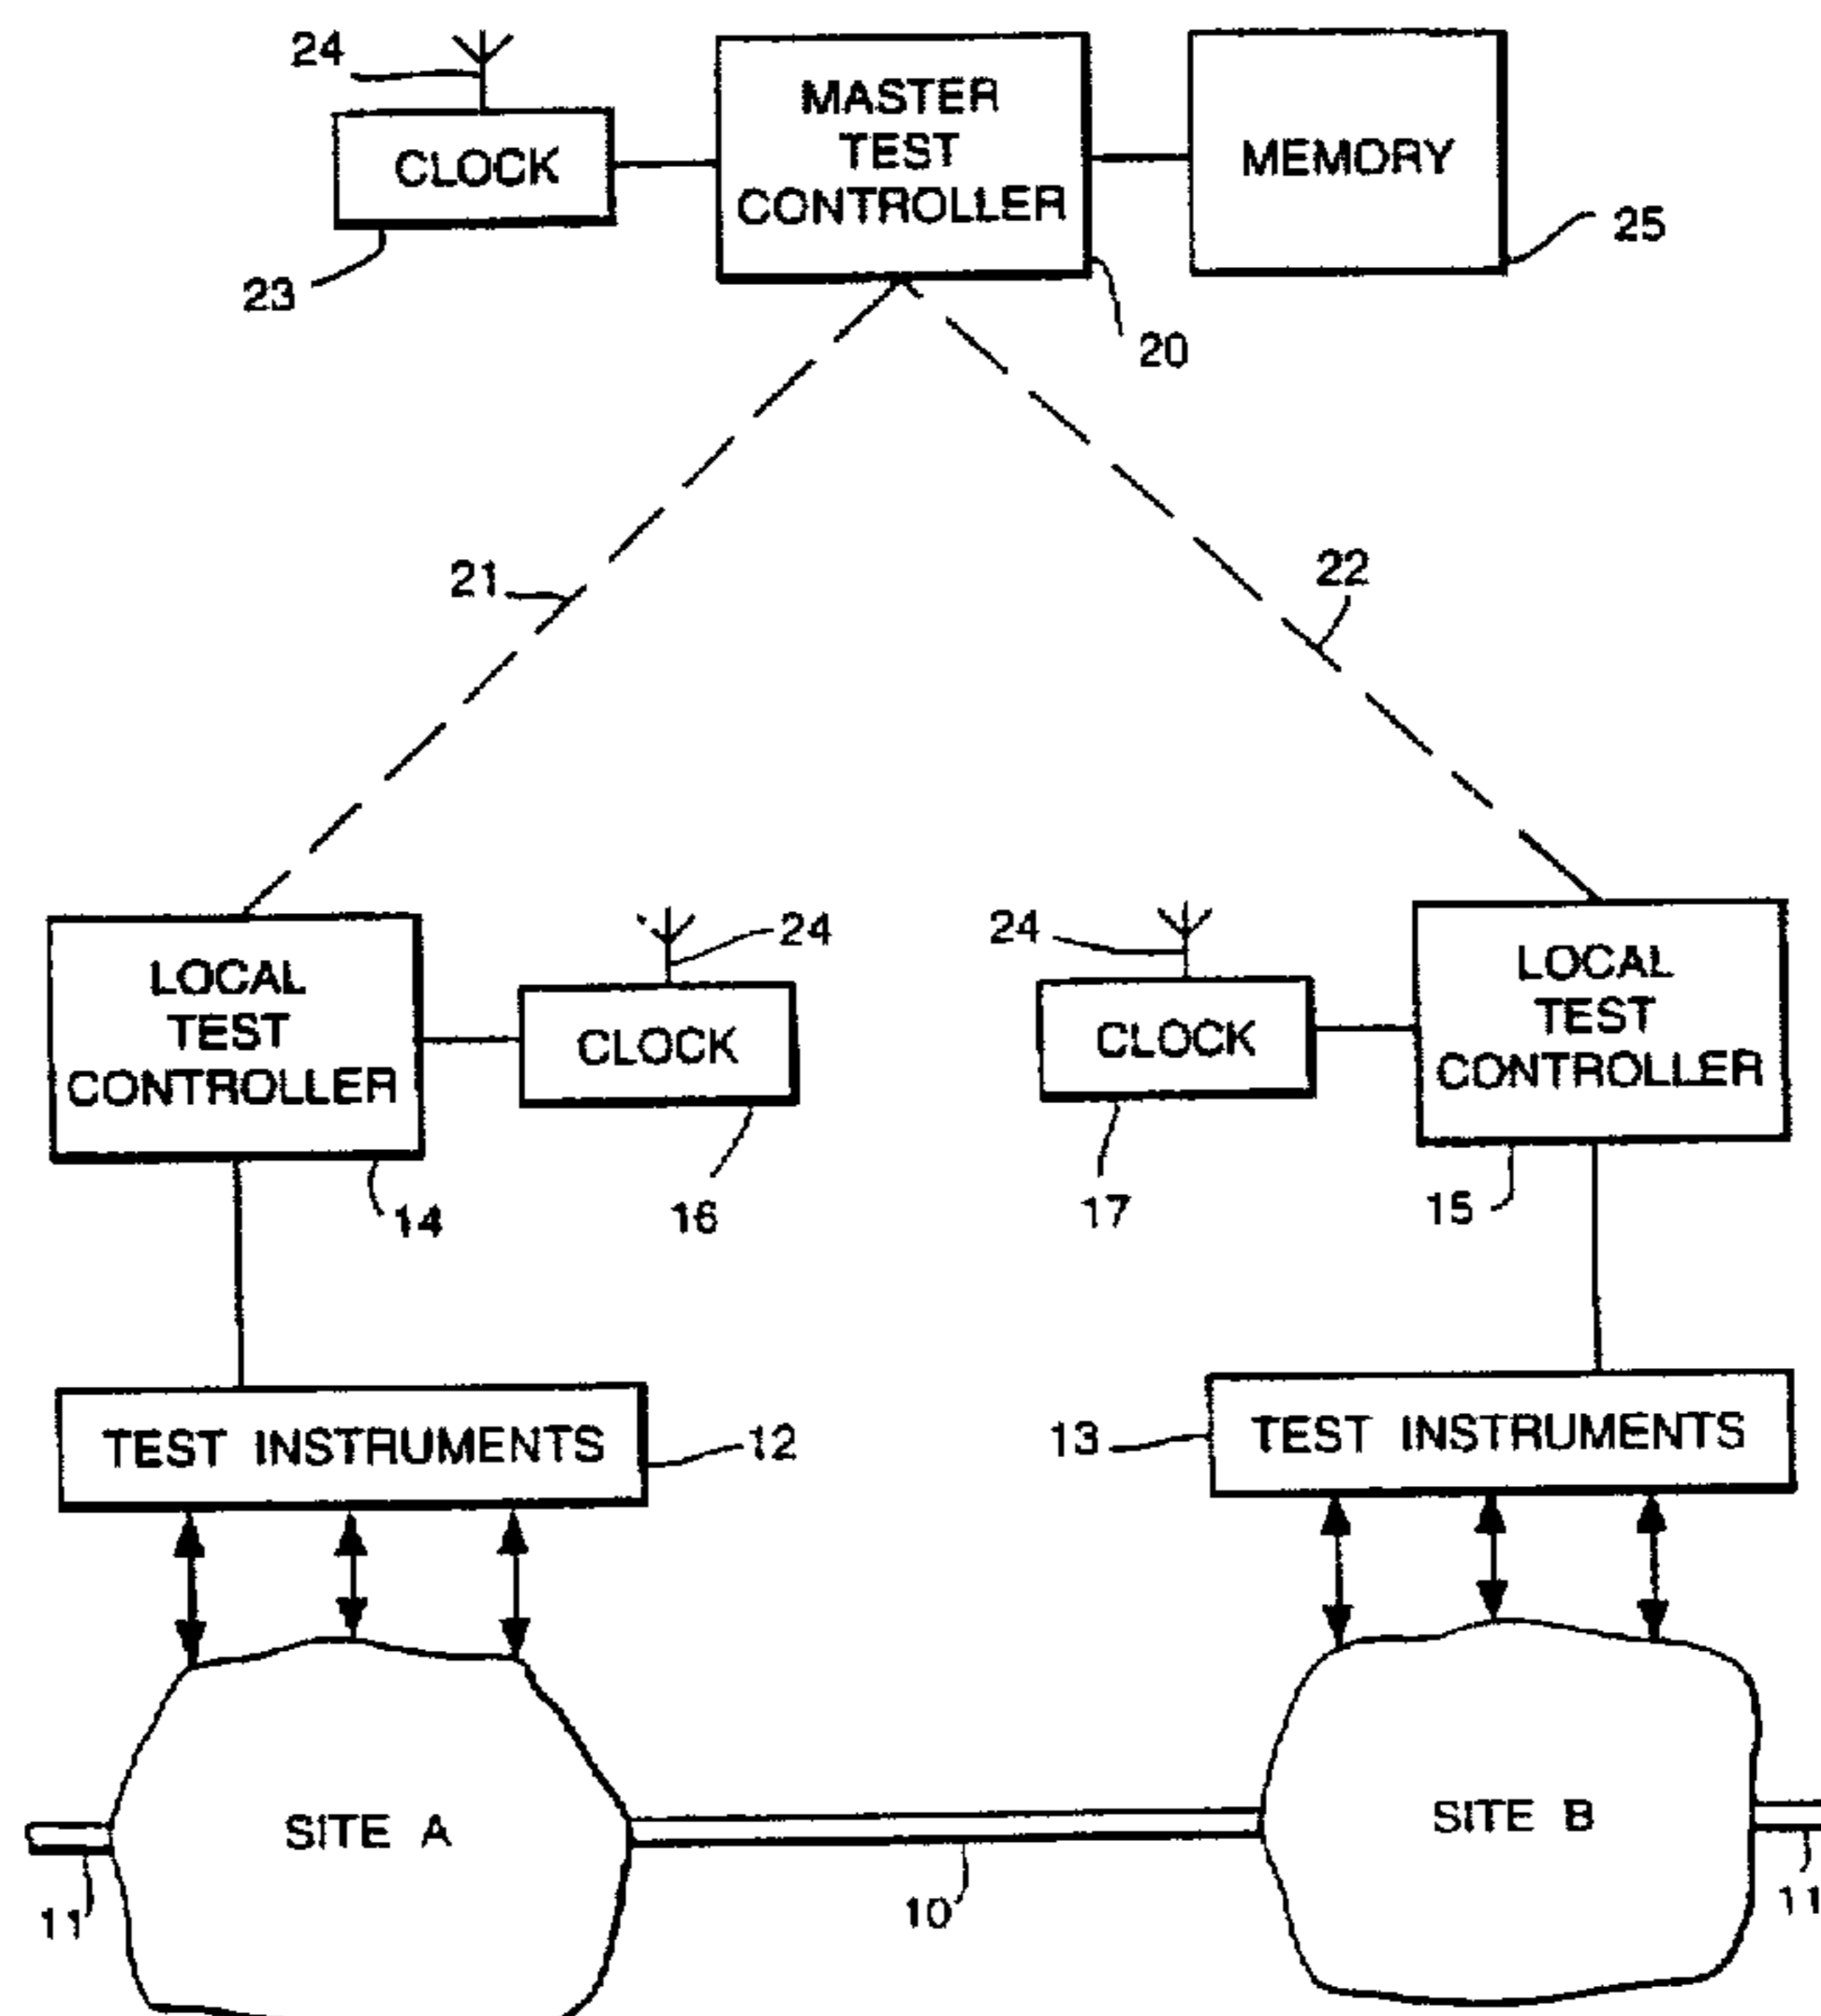 24
MASTER
TEST
CONTROLLER
CLOCK
MEMORY
25
23
20
21
22
24
24
LOCAL
TEST
CONTROLLER
CLOCK
CLOCK
LOCAL
TEST
CONTROLLER
14
16
17
15
TEST INSTRUMENTS
12
13
TEST INSTRUMENTS
SITE A
SITE B
11
10
11